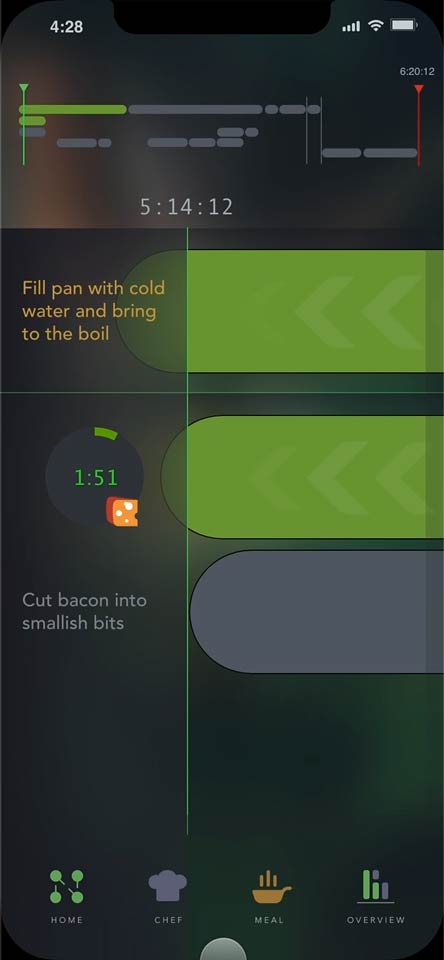 4:28
6:20:12
5:14:12
Fill pan with cold
water and bring
to the boil
1:51
Cut bacon into
smallish bits
HOME
CHEF
MEAL
OVERVIEW